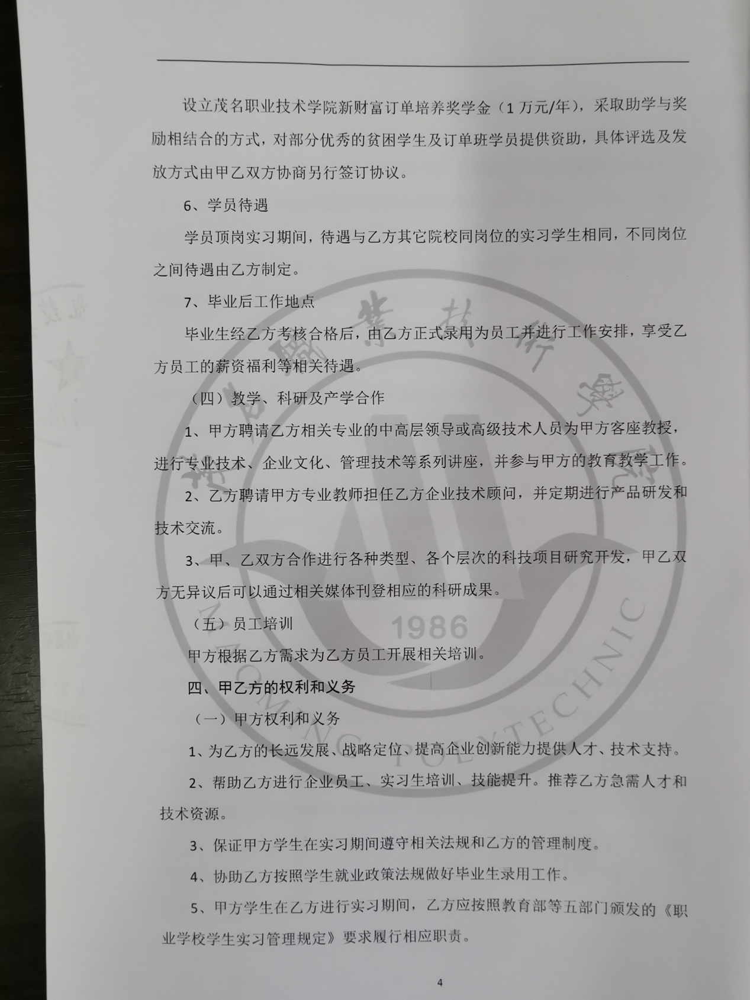 设立茂名职业技术学院新财富订单培养奖学金（1 万元/年），采取助学与奖
励相结合的方式，对部分优秀的贫困学生及订单班学员提供资助，具体评选及发
放方式由甲乙双方协商另行签订协议。
6、学员待遇
学员顶岗实习期间，待遇与乙方其它院校同岗位的实习学生相同，不同岗位
之间待遇由乙方制定。
7、毕业后工作地点
毕业生经乙方考核合格后，由乙方正式录用为员工并进行工作安排，享受乙
方员工的薪资福利等相关待遇。
（四）教学、科研及产学合作
1、甲方聘请乙方相关专业的中高层领导或高级技术人员为甲方客座教授，
进行专业技术、企业文化、管理技术等系列讲座，并参与甲方的教育教学工作。
2、乙方聘请甲方专业教师担任乙方企业技术顾问，并定期进行产品研发和
技术交流。
3、甲、乙双方合作进行各种类型、各个层次的科技项目研究开发，甲乙双
方无异议后可以通过相关媒体刊登相应的科研成果。
（五）员工培训
甲方根据乙方需求为乙方员工开展相关培训。
四、甲乙方的权利和义务
（一）甲方权利和义务
1、为乙方的长远发展、战略定位、提高企业创新能力提供人才、技术支持。
2、帮助乙方进行企业员工、实习生培训、技能提升。推荐乙方急需人才和
技术资源。
3、保证甲方学生在实习期间遵守相关法规和乙方的管理制度。
4、协助乙方按照学生就业政策法规做好毕业生录用工作。
5、甲方学生在乙方进行实习期间，乙方应按照教育部等五部门颁发的《职
业学校学生实习管理规定》要求履行相应职责。
4
茂名職業技術學院
1986
MAOMING POLYTECHNIC